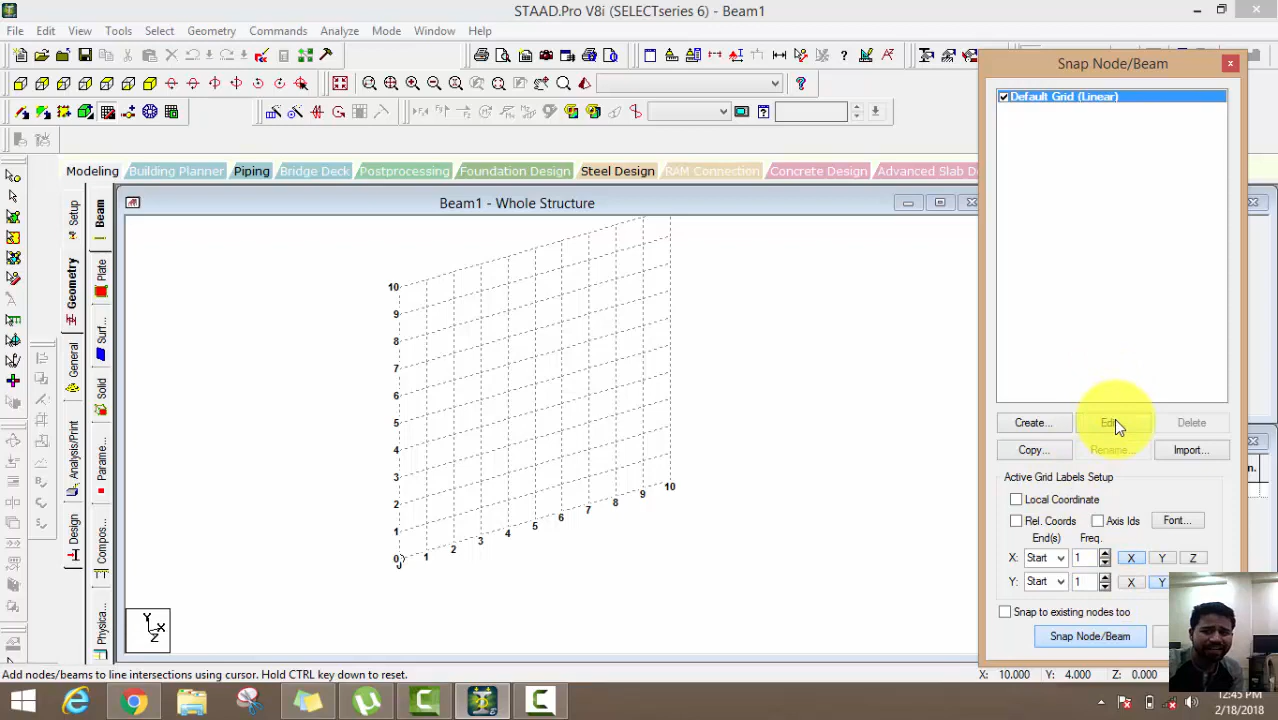 STAAD.Pro V8i (SELECTseries 6) - Beam1
File Edit View Tools Select Geometry Commands Analyze Mode Window Help
Snap Node/Beam
Default Grid (Linear)
Modeling Building Planner Piping Bridge Deck Postprocessing Foundation Design Steel Design RAM Connection Concrete Design Advanced Slab De
Beam1 - Whole Structure
Setup
Geometry
General
Analysis/Print
Design
Beam
Plate
Surf...
Solid
Parame...
Compos...
Physica...
10
9
8
7
6
5
4
3
2
1
0
1 2 3 4 5 6 7 8 9 10
Y
X
Z
Create... Delete
Copy... Rename... Import...
Active Grid Labels Setup
Local Coordinate
Rel. Coords Axis Ids Font...
End(s) Freq.
X: Start 1 X Y Z
Y: Start 1 X Y
Snap to existing nodes too
Snap Node/Beam
m.
Add nodes/beams to line intersections using cursor. Hold CTRL key down to reset.
X: 10.000 Y: 4.000 Z: 0.000
12:45 PM
2/18/2018